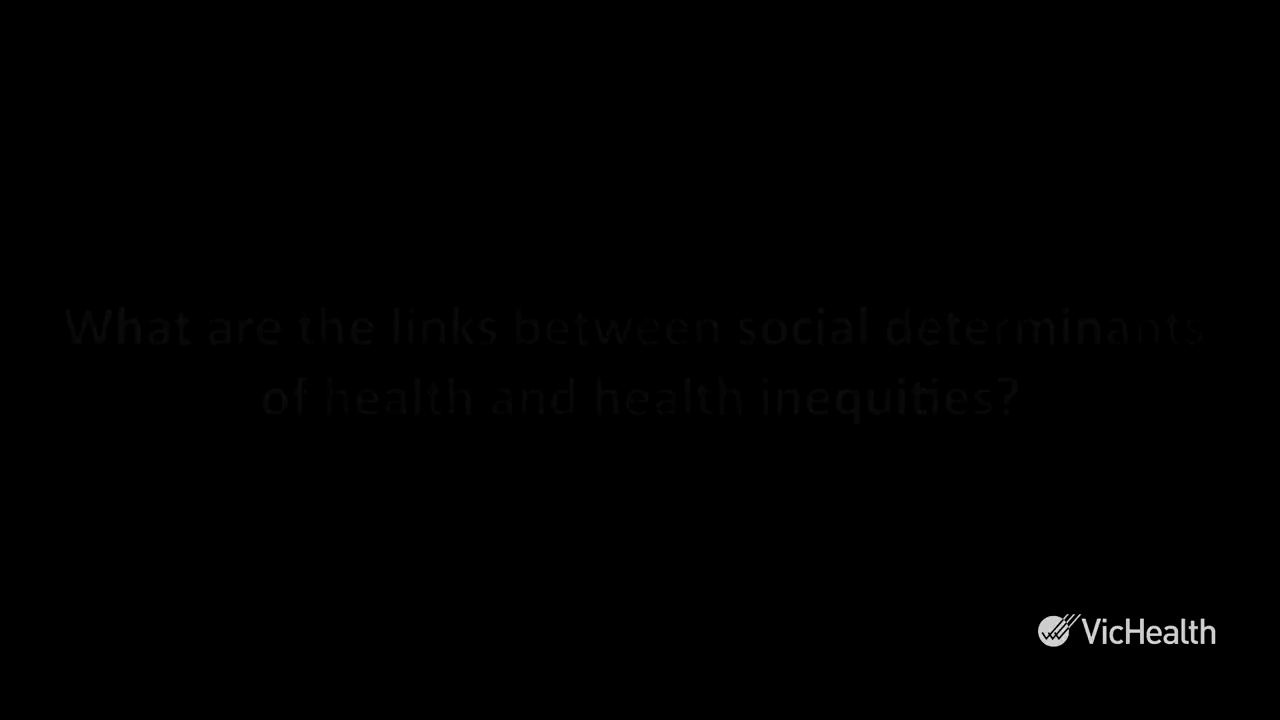 What are the links between social determinants
of health and health inequities?
VicHealth